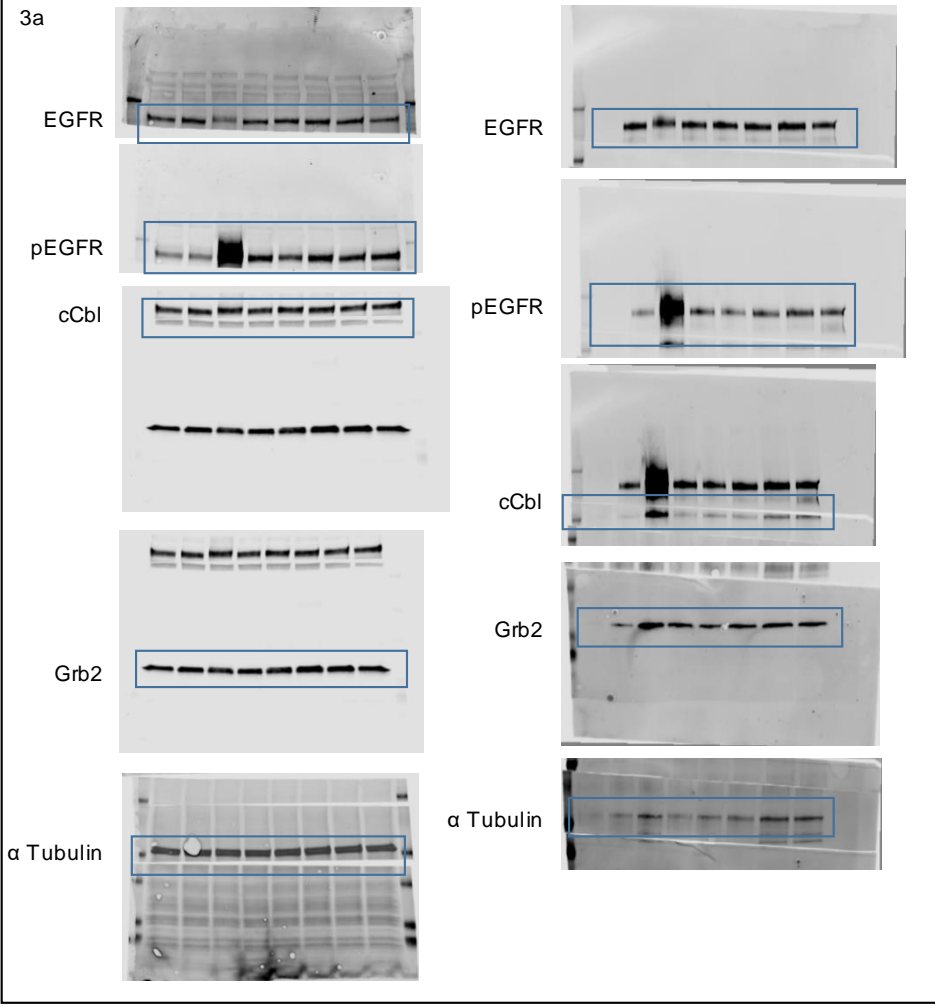 3a
EGFR
pEGFR
cCbl
Grb2
α Tubulin
EGFR
pEGFR
cCbl
Grb2
α Tubulin